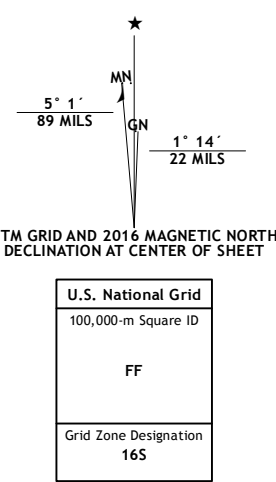 MN
GN
5° 1´
89 MILS
1° 14´
22 MILS
TM GRID AND 2016 MAGNETIC NORTH
DECLINATION AT CENTER OF SHEET
U.S. National Grid
100,000-m Square ID
FF
Grid Zone Designation
16S